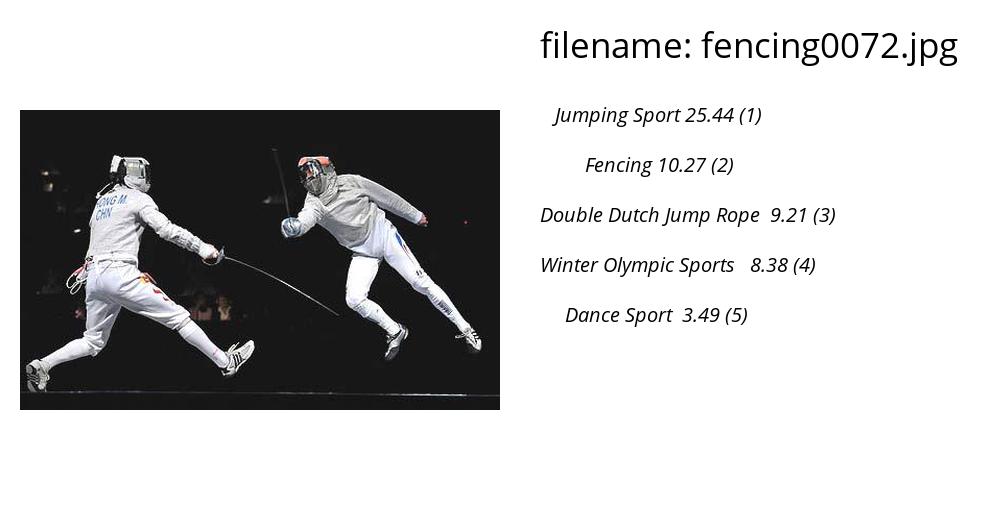 filename: fencing0072.jpg
Jumping Sport 25.44 (1)
Fencing 10.27 (2)
Double Dutch Jump Rope 9.21 (3)
Winter Olympic Sports 8.38 (4)
Dance Sport 3.49 (5)
CHN